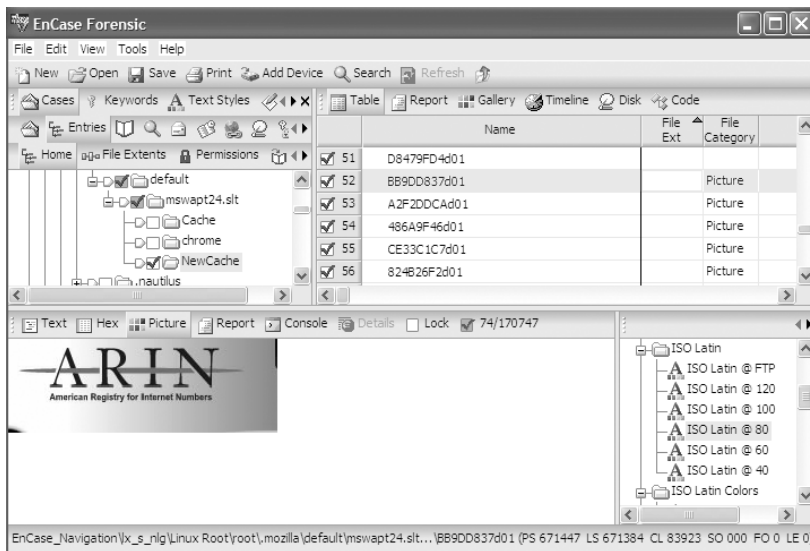 EnCase Forensic
File Edit View Tools Help
New Open Save Print Add Device Search Refresh
Cases Keywords Text Styles
Table Report Gallery Timeline Disk Code
Entries
Home File Extents Permissions
Name File Ext File Category
default
mswapt24.slt
Cache
chrome
NewCache
.nautilus
51 D8479FD4d01
52 BB9DD837d01 Picture
53 A2F2DDCAd01 Picture
54 486A9F46d01 Picture
55 CE33C1C7d01 Picture
56 824B26F2d01 Picture
Text Hex Picture Report Console Details Lock 74/170747
ARIN
American Registry for Internet Numbers
ISO Latin
ISO Latin @ FTP
ISO Latin @ 120
ISO Latin @ 100
ISO Latin @ 80
ISO Latin @ 60
ISO Latin @ 40
ISO Latin Colors
EnCase_Navigation\lx_s_nlg\Linux Root\root\.mozilla\default\mswapt24.slt...\BB9DD837d01 (PS 671447 LS 671384 CL 83923 SO 000 FO 0 LE